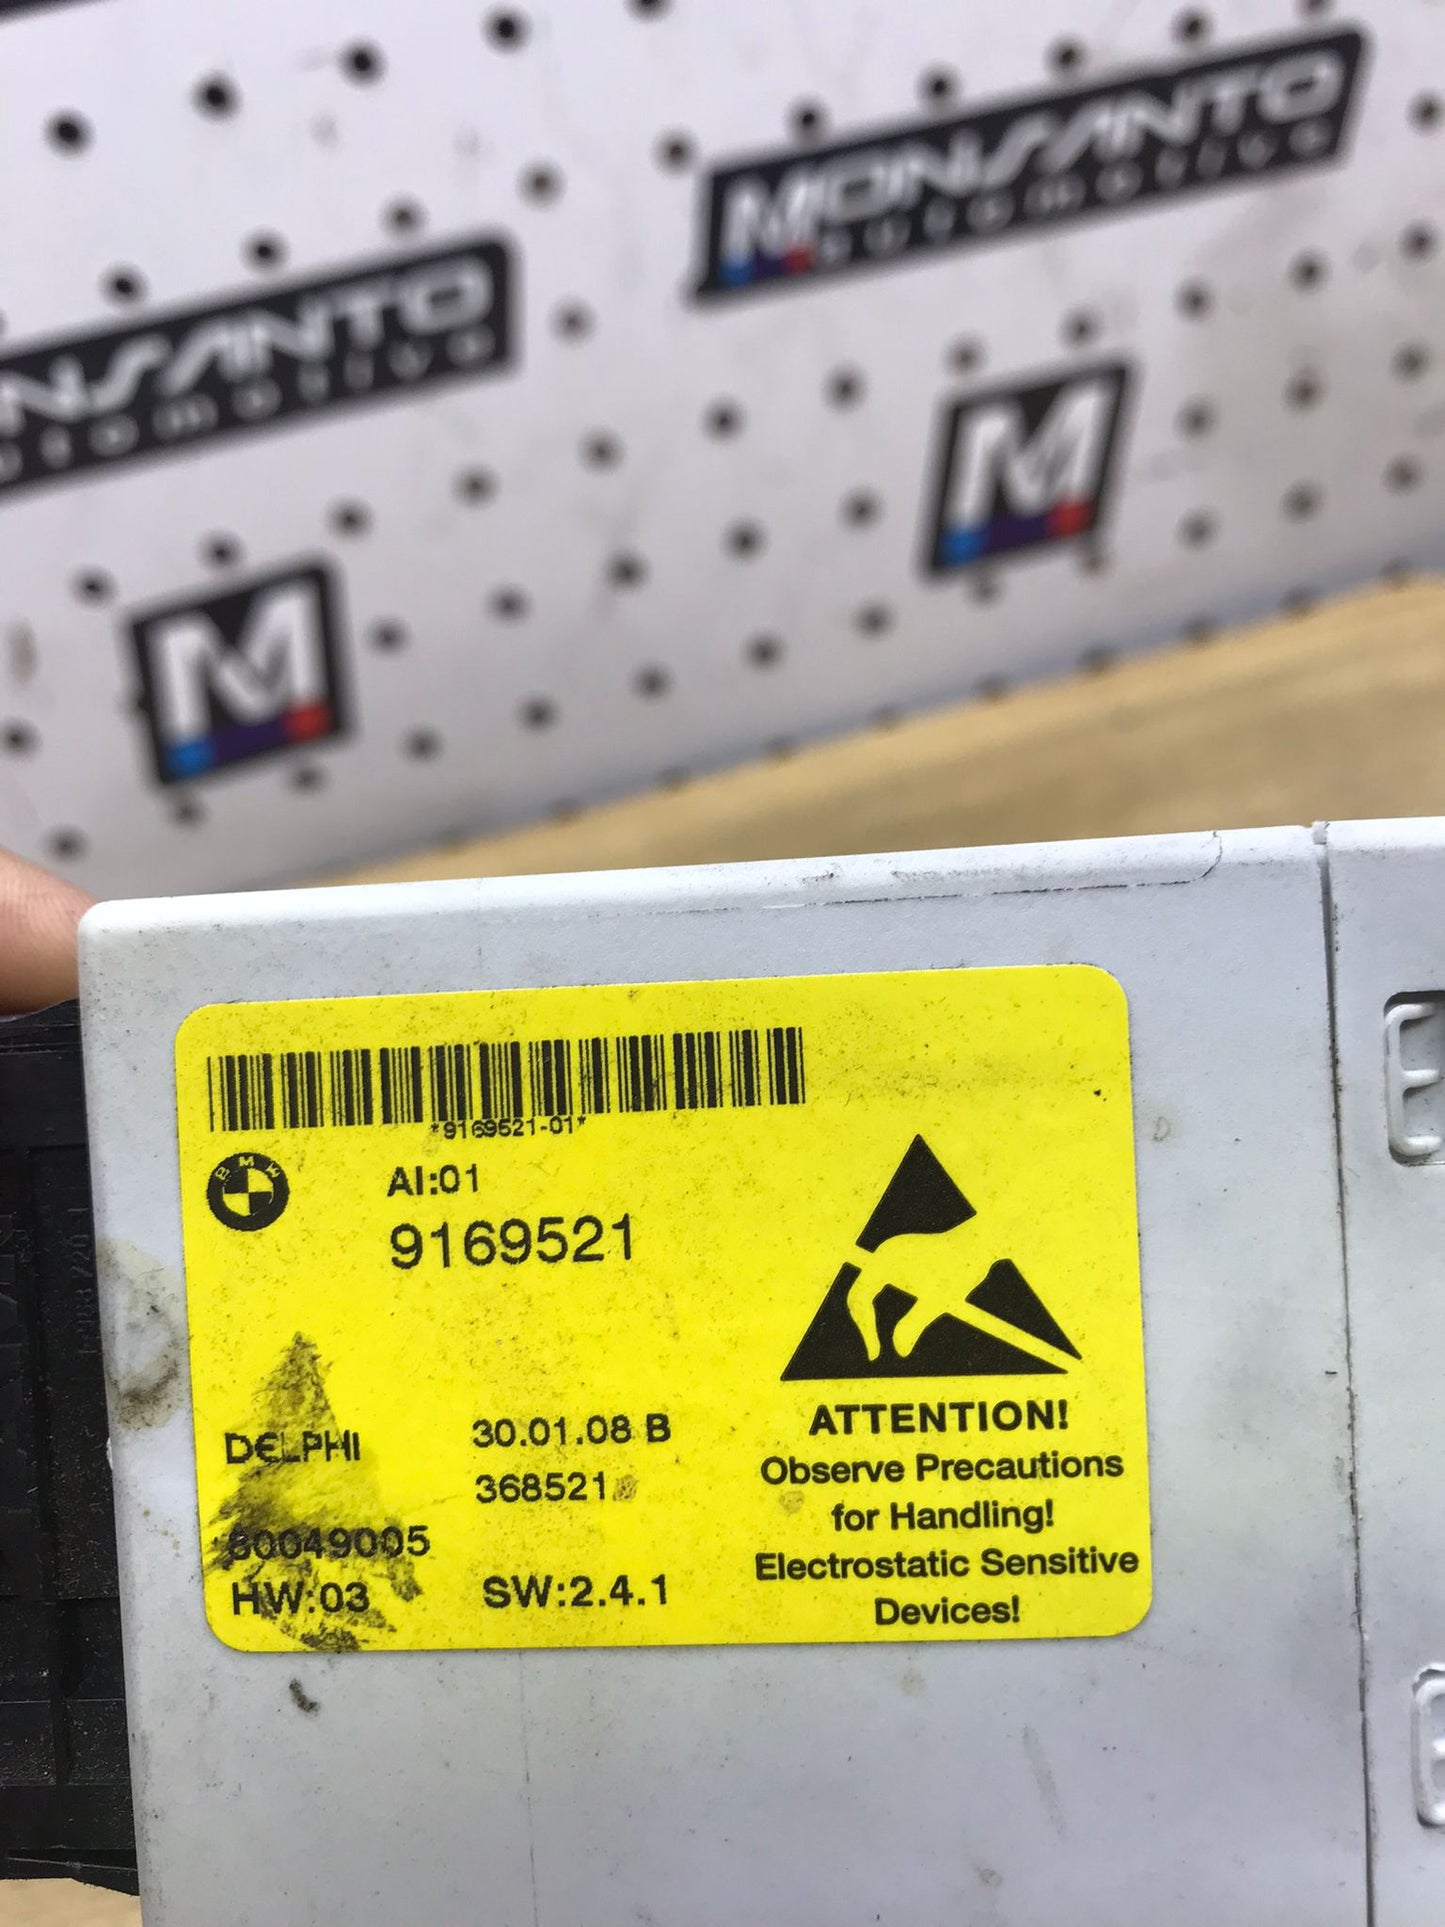 MONSANTO
automotive
MONSANTO
automotive
M
M
*9169521-01*
BMW
AI:01
9169521
DELPHI
30.01.08 B
368521
80049005
HW:03
SW:2.4.1
ATTENTION!
Observe Precautions
for Handling!
Electrostatic Sensitive
Devices!